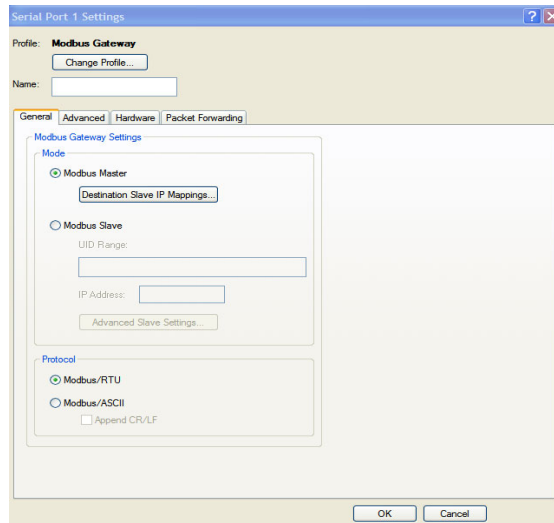 Serial Port 1 Settings
Profile: Modbus Gateway
Change Profile...
Name:
General Advanced Hardware Packet Forwarding
Modbus Gateway Settings
Mode
Modbus Master
Destination Slave IP Mappings...
Modbus Slave
UID Range:
IP Address:
Advanced Slave Settings...
Protocol
Modbus/RTU
Modbus/ASCII
Append CR/LF
OK Cancel